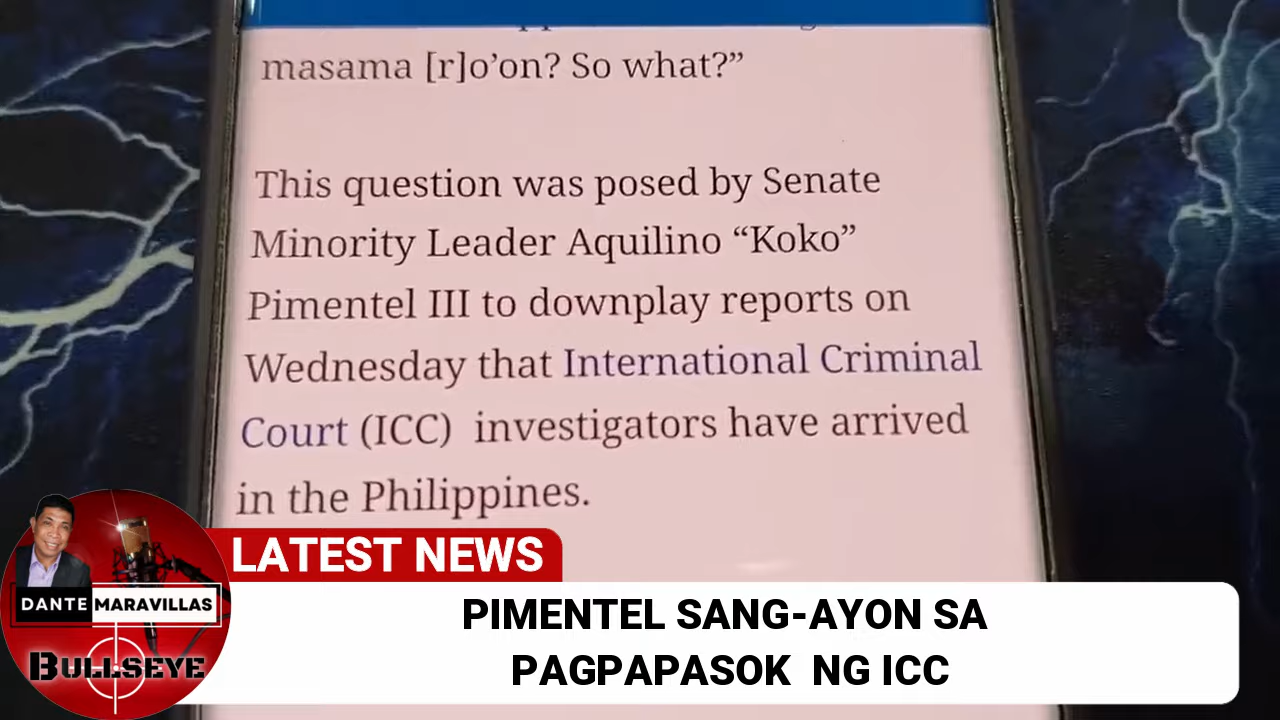 masama [r]o’on? So what?”
This question was posed by Senate
Minority Leader Aquilino “Koko”
Pimentel III to downplay reports on
Wednesday that International Criminal
Court (ICC) investigators have arrived
in the Philippines.
LATEST NEWS
DANTE MARAVILLAS
BULLSEYE
PIMENTEL SANG-AYON SA
PAGPAPASOK NG ICC